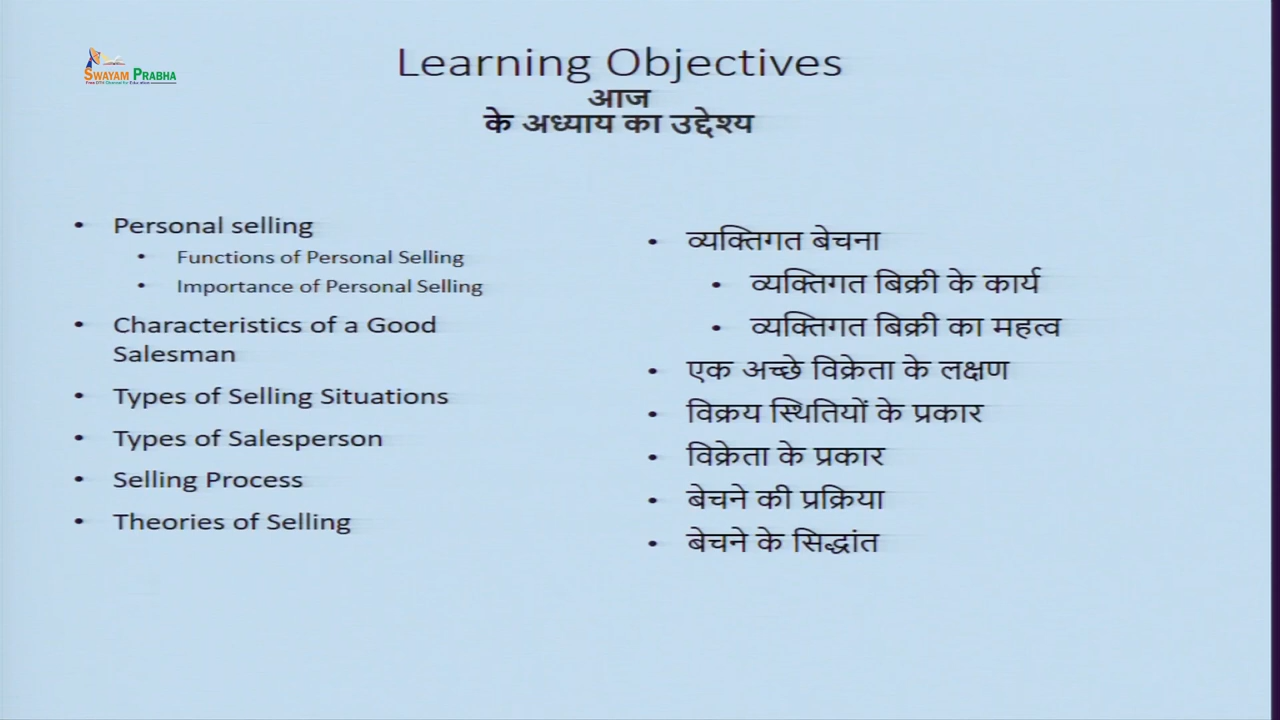 SWAYAM PRABHA
Learning Objectives
आज
के अध्याय का उद्देश्य
• Personal selling
• Functions of Personal Selling
• Importance of Personal Selling
• Characteristics of a Good
Salesman
• Types of Selling Situations
• Types of Salesperson
• Selling Process
• Theories of Selling
• व्यक्तिगत बेचना
• व्यक्तिगत बिक्री के कार्य
• व्यक्तिगत बिक्री का महत्व
• एक अच्छे विक्रेता के लक्षण
• विक्रय स्थितियों के प्रकार
• विक्रेता के प्रकार
• बेचने की प्रक्रिया
• बेचने के सिद्धांत